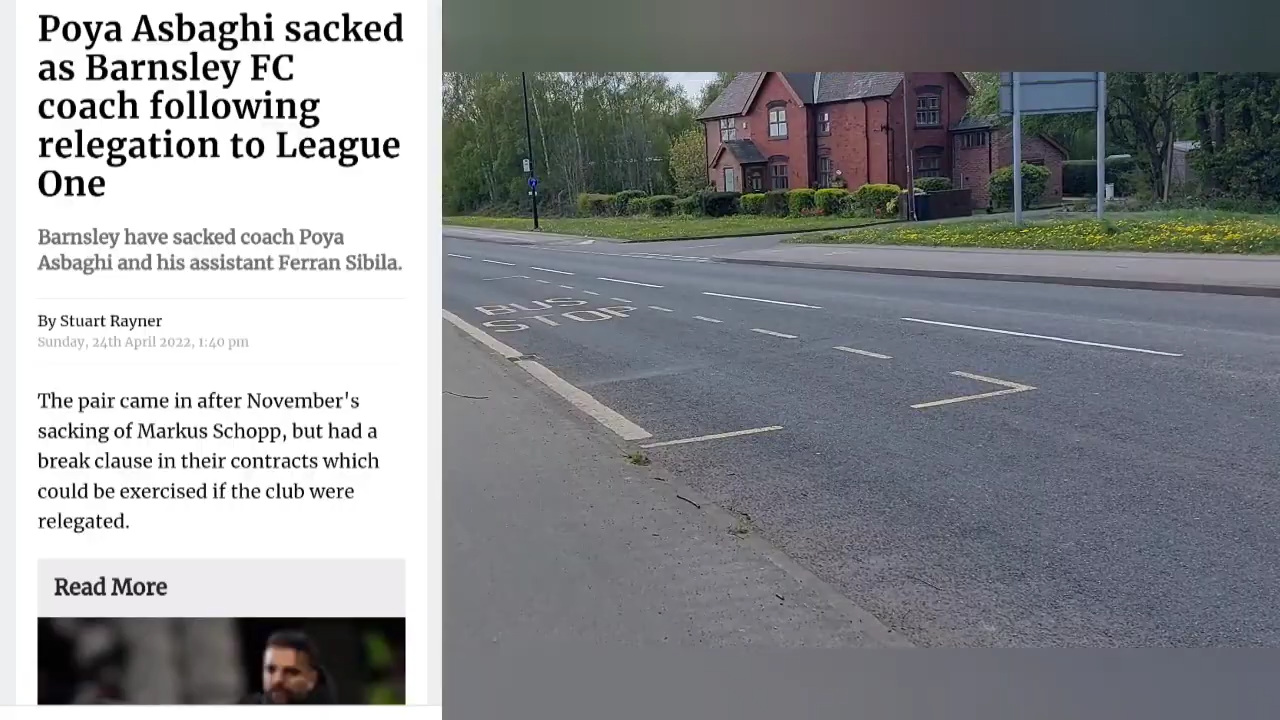 Poya Asbaghi sacked
as Barnsley FC
coach following
relegation to League
One
Barnsley have sacked coach Poya
Asbaghi and his assistant Ferran Sibila.
By Stuart Rayner
Sunday, 24th April 2022, 1:40 pm
The pair came in after November's
sacking of Markus Schopp, but had a
break clause in their contracts which
could be exercised if the club were
relegated.
Read More
BUS
STOP